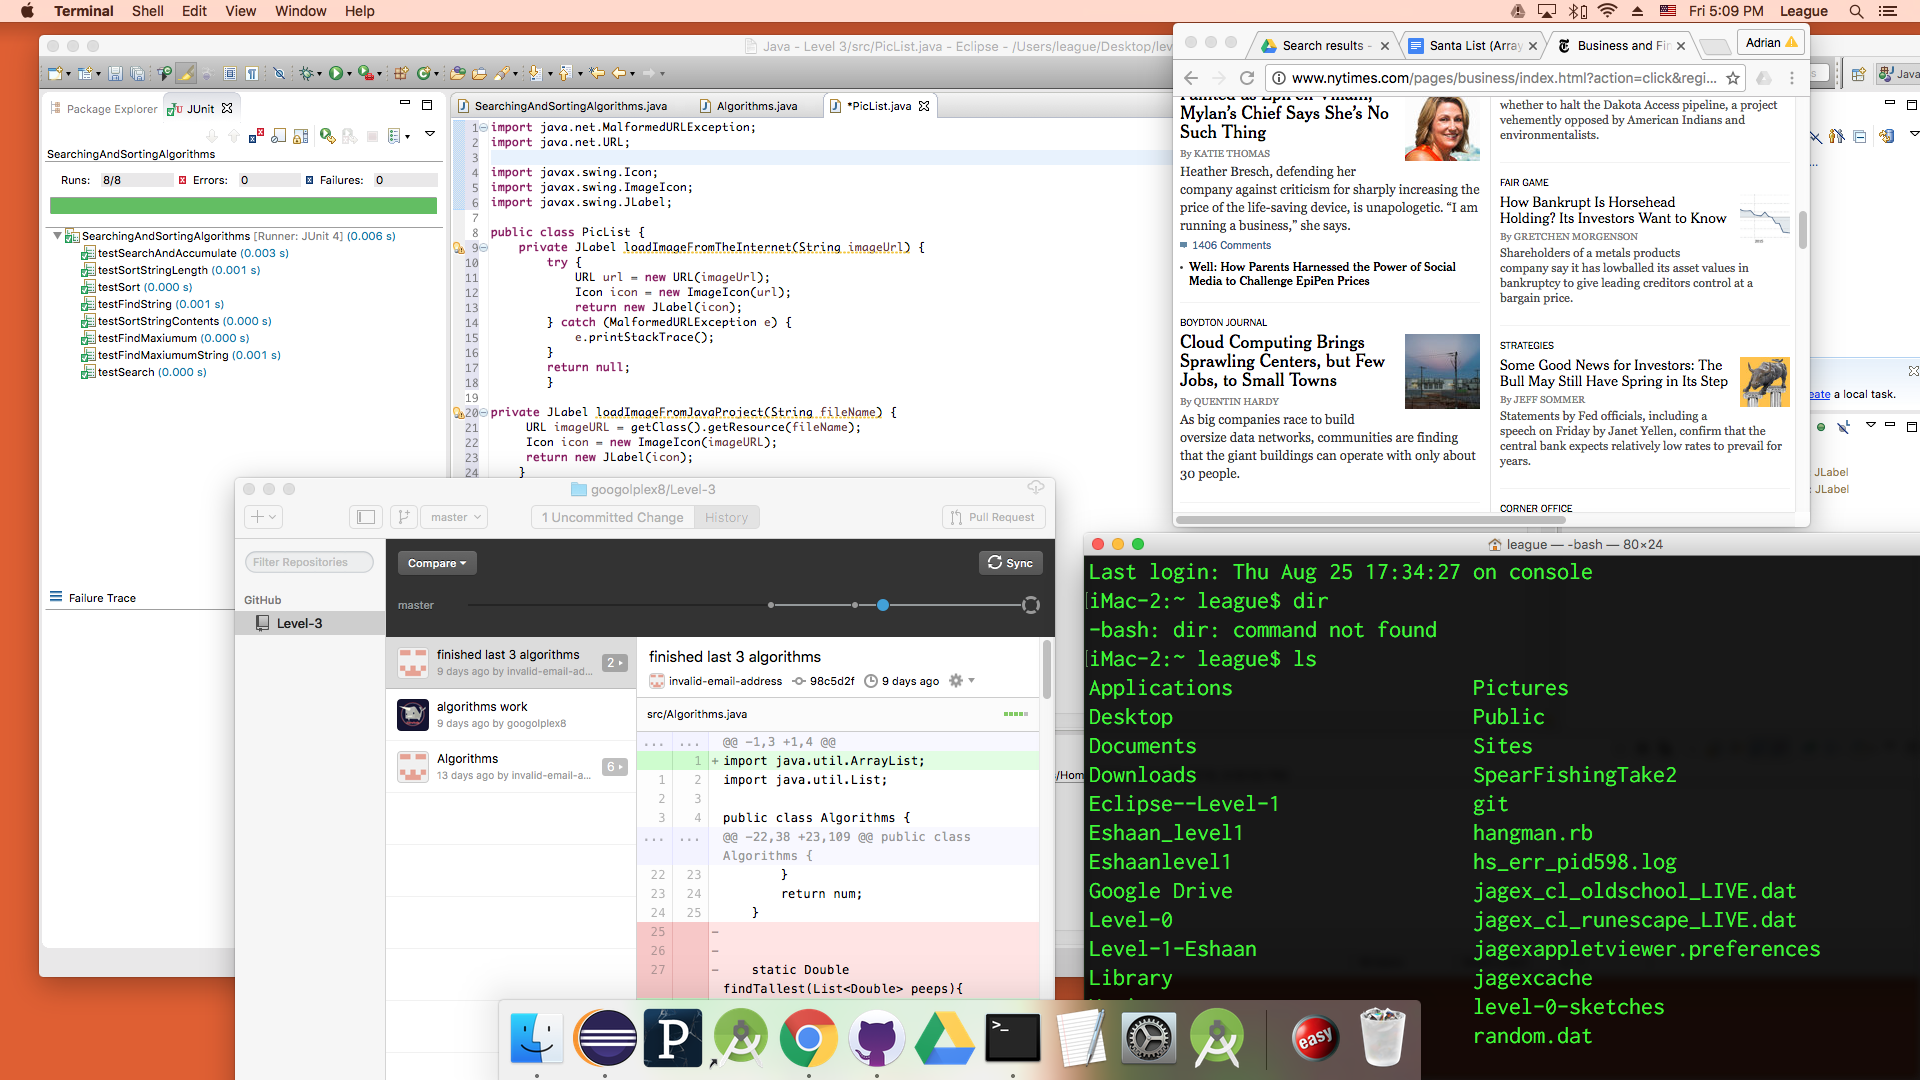 Terminal Shell Edit View Window Help
Fri 5:09 PM League
Java - Level 3/src/PicList.java - Eclipse - /Users/league/Desktop/lev
Package Explorer JUnit
SearchingAndSortingAlgorithms
Runs: 8/8 Errors: 0 Failures: 0
SearchingAndSortingAlgorithms [Runner: JUnit 4] (0.006 s)
testSearchAndAccumulate (0.003 s)
testSortStringLength (0.001 s)
testSort (0.000 s)
testFindString (0.001 s)
testSortStringContents (0.000 s)
testFindMaxiumum (0.000 s)
testFindMaxiumumString (0.001 s)
testSearch (0.000 s)
Failure Trace
SearchingAndSortingAlgorithms.java Algorithms.java *PicList.java
1 import java.net.MalformedURLException;
2 import java.net.URL;
3
4 import javax.swing.Icon;
5 import javax.swing.ImageIcon;
6 import javax.swing.JLabel;
7
8 public class PicList {
9 private JLabel loadImageFromTheInternet(String imageUrl) {
10 try {
11 URL url = new URL(imageUrl);
12 Icon icon = new ImageIcon(url);
13 return new JLabel(icon);
14 } catch (MalformedURLException e) {
15 e.printStackTrace();
16 }
17 return null;
18 }
19
20 private JLabel loadImageFromJavaProject(String fileName) {
21 URL imageURL = getClass().getResource(fileName);
22 Icon icon = new ImageIcon(imageURL);
23 return new JLabel(icon);
24 }
Search results - Santa List (Array Business and Fin Adrian
www.nytimes.com/pages/business/index.html?action=click&regi...
Painted as EpiPen Villain,
Mylan's Chief Says She's No
Such Thing
By KATIE THOMAS
Heather Bresch, defending her
company against criticism for sharply increasing the
price of the life-saving device, is unapologetic. “I am
running a business,” she says.
1406 Comments
• Well: How Parents Harnessed the Power of Social
Media to Challenge EpiPen Prices
BOYDTON JOURNAL
Cloud Computing Brings
Sprawling Centers, but Few
Jobs, to Small Towns
By QUENTIN HARDY
As big companies race to build
oversize data networks, communities are finding
that the giant buildings can operate with only about
30 people.
whether to halt the Dakota Access pipeline, a project
vehemently opposed by American Indians and
environmentalists.
FAIR GAME
How Bankrupt Is Horsehead
Holding? Its Investors Want to Know
By GRETCHEN MORGENSON
Shareholders of a metals products
company say it has lowballed its asset values in
bankruptcy to give leading creditors control at a
bargain price.
STRATEGIES
Some Good News for Investors: The
Bull May Still Have Spring in Its Step
By JEFF SOMMER
Statements by Fed officials, including a
speech on Friday by Janet Yellen, confirm that the
central bank expects relatively low rates to prevail for
years.
CORNER OFFICE
Java
eate a local task.
JLabel
: JLabel
googolplex8/Level-3
master 1 Uncommitted Change History Pull Request
Filter Repositories
GitHub
Level-3
Compare Sync
master
finished last 3 algorithms
9 days ago by invalid-email-ad... 2
algorithms work
9 days ago by googolplex8
Algorithms
13 days ago by invalid-email-a... 6
finished last 3 algorithms
invalid-email-address 98c5d2f 9 days ago
src/Algorithms.java
... ... @@ -1,3 +1,4 @@
1 + import java.util.ArrayList;
1 2 import java.util.List;
2 3
3 4 public class Algorithms {
... ... @@ -22,38 +23,109 @@ public class
Algorithms {
22 23 }
23 24 return num;
24 25 }
25 -
26 -
27 - static Double
findTallest(List<Double> peeps){
s/Hom
league — -bash — 80×24
Last login: Thu Aug 25 17:34:27 on console
[iMac-2:~ league$ dir
-bash: dir: command not found
[iMac-2:~ league$ ls
Applications Pictures
Desktop Public
Documents Sites
Downloads SpearFishingTake2
Eclipse--Level-1 git
Eshaan_level1 hangman.rb
Eshaanlevel1 hs_err_pid598.log
Google Drive jagex_cl_oldschool_LIVE.dat
Level-0 jagex_cl_runescape_LIVE.dat
Level-1-Eshaan jagexappletviewer.preferences
Library jagexcache
level-0-sketches
random.dat
P
>_
easy